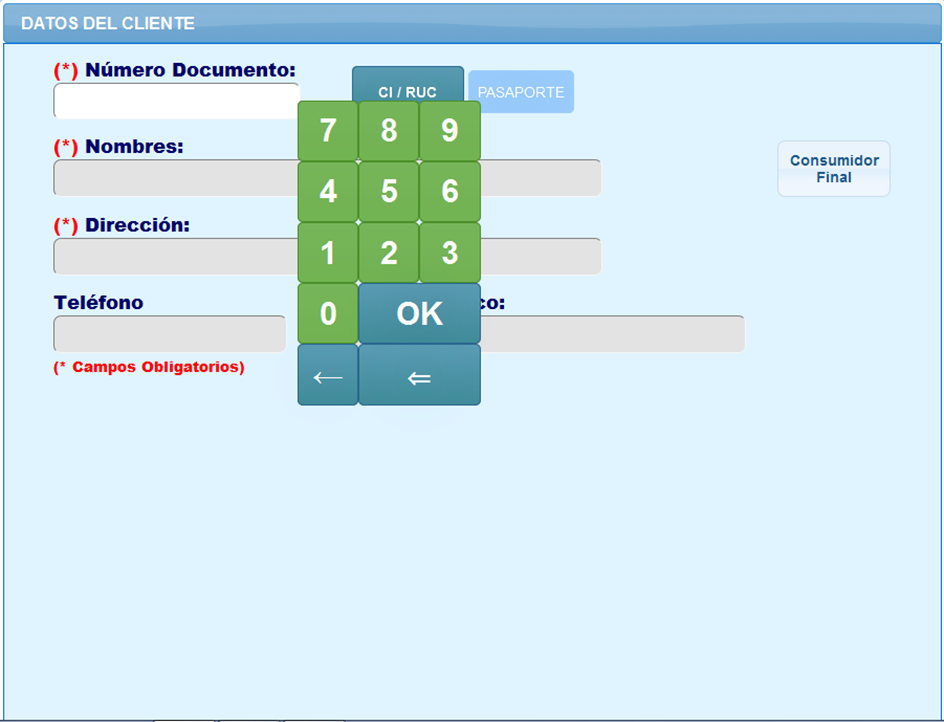 DATOS DEL CLIENTE
(*) Número Documento:
CI / RUC
PASAPORTE
7 8 9
(*) Nombres:
Consumidor
Final
4 5 6
(*) Dirección:
1 2 3
Teléfono
co:
0 OK
(* Campos Obligatorios)
← ⇐